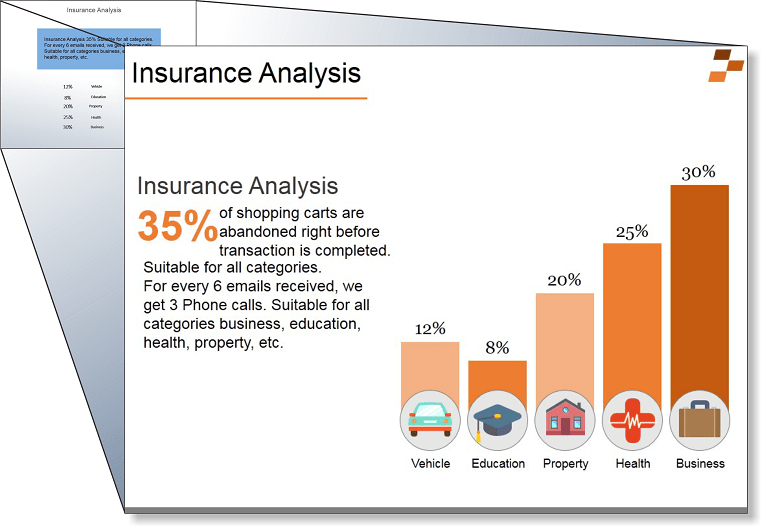 Insurance Analysis
Insurance Analysis 35% Suitable for all categories.
For every 6 emails received, we get 3 Phone calls.
Suitable for all categories business, e
health, property, etc.
12% Vehicle
8% Education
20% Property
25% Health
30% Business
Insurance Analysis
Insurance Analysis
35% of shopping carts are
abandoned right before
transaction is completed.
Suitable for all categories.
For every 6 emails received, we
get 3 Phone calls. Suitable for all
categories business, education,
health, property, etc.
30%
25%
20%
12%
8%
Vehicle Education Property Health Business